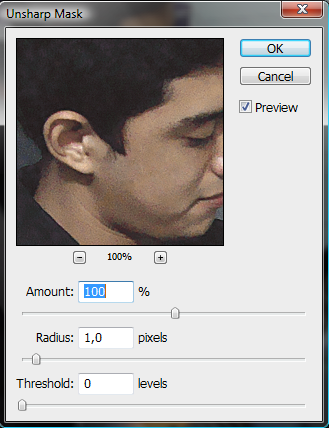 Unsharp Mask
OK
Cancel
Preview
100%
Amount: 100 %
Radius: 1,0 pixels
Threshold: 0 levels